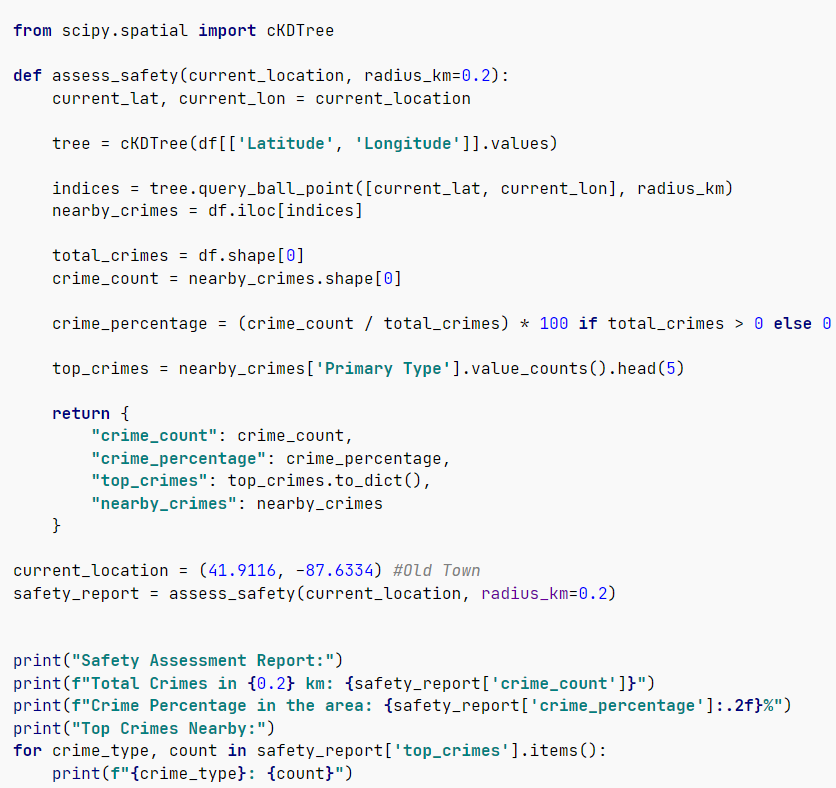 from scipy.spatial import cKDTree
def assess_safety(current_location, radius_km=0.2):
    current_lat, current_lon = current_location
    tree = cKDTree(df[['Latitude', 'Longitude']].values)
    indices = tree.query_ball_point([current_lat, current_lon], radius_km)
    nearby_crimes = df.iloc[indices]
    total_crimes = df.shape[0]
    crime_count = nearby_crimes.shape[0]
    crime_percentage = (crime_count / total_crimes) * 100 if total_crimes > 0 else 0
    top_crimes = nearby_crimes['Primary Type'].value_counts().head(5)
    return {
        "crime_count": crime_count,
        "crime_percentage": crime_percentage,
        "top_crimes": top_crimes.to_dict(),
        "nearby_crimes": nearby_crimes
    }
current_location = (41.9116, -87.6334) #Old Town
safety_report = assess_safety(current_location, radius_km=0.2)
print("Safety Assessment Report:")
print(f"Total Crimes in {0.2} km: {safety_report['crime_count']}")
print(f"Crime Percentage in the area: {safety_report['crime_percentage']:.2f}%")
print("Top Crimes Nearby:")
for crime_type, count in safety_report['top_crimes'].items():
    print(f"{crime_type}: {count}")